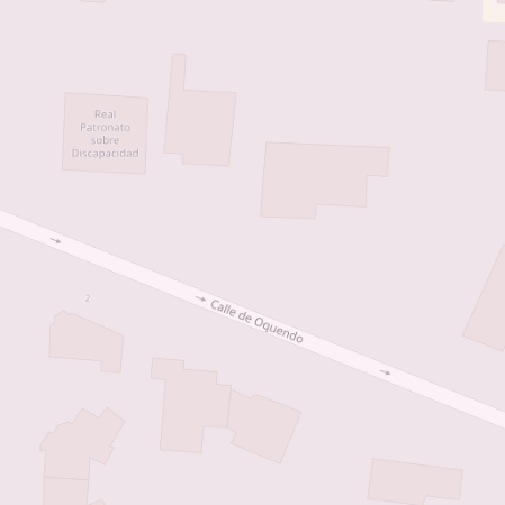 Real
Patronato
sobre
Discapacidad
2
Calle de Oquendo